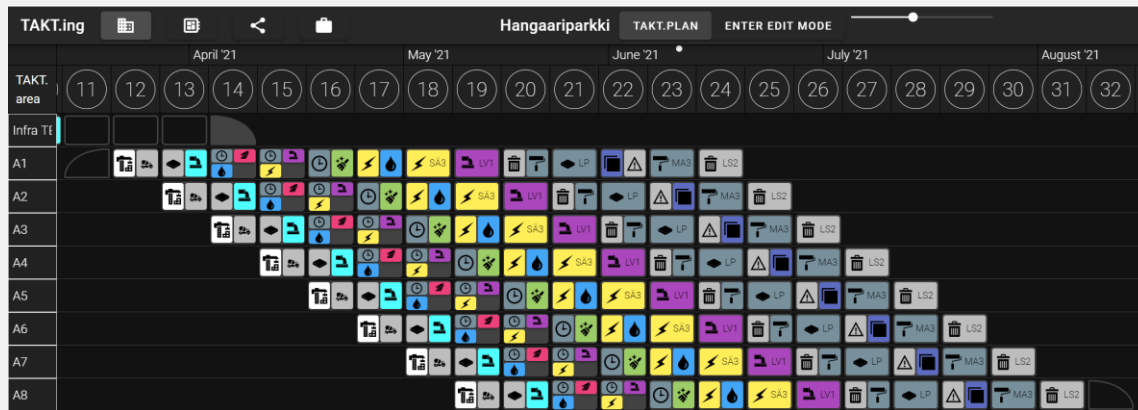 TAKT.ing Hangaariparkki TAKT.PLAN ENTER EDIT MODE
April '21 May '21 June '21 July '21 August '21
TAKT. area 11 12 13 14 15 16 17 18 19 20 21 22 23 24 25 26 27 28 29 30 31 32
Infra TE
A1 SÄ3 LV1 LP MA3 LS2
A2 SÄ3 LV1 LP MA3 LS2
A3 SÄ3 LV1 LP MA3 LS2
A4 SÄ3 LV1 LP MA3 LS2
A5 SÄ3 LV1 LP MA3 LS2
A6 SÄ3 LV1 LP MA3 LS2
A7 SÄ3 LV1 LP MA3 LS2
A8 SÄ3 LV1 LP MA3 LS2